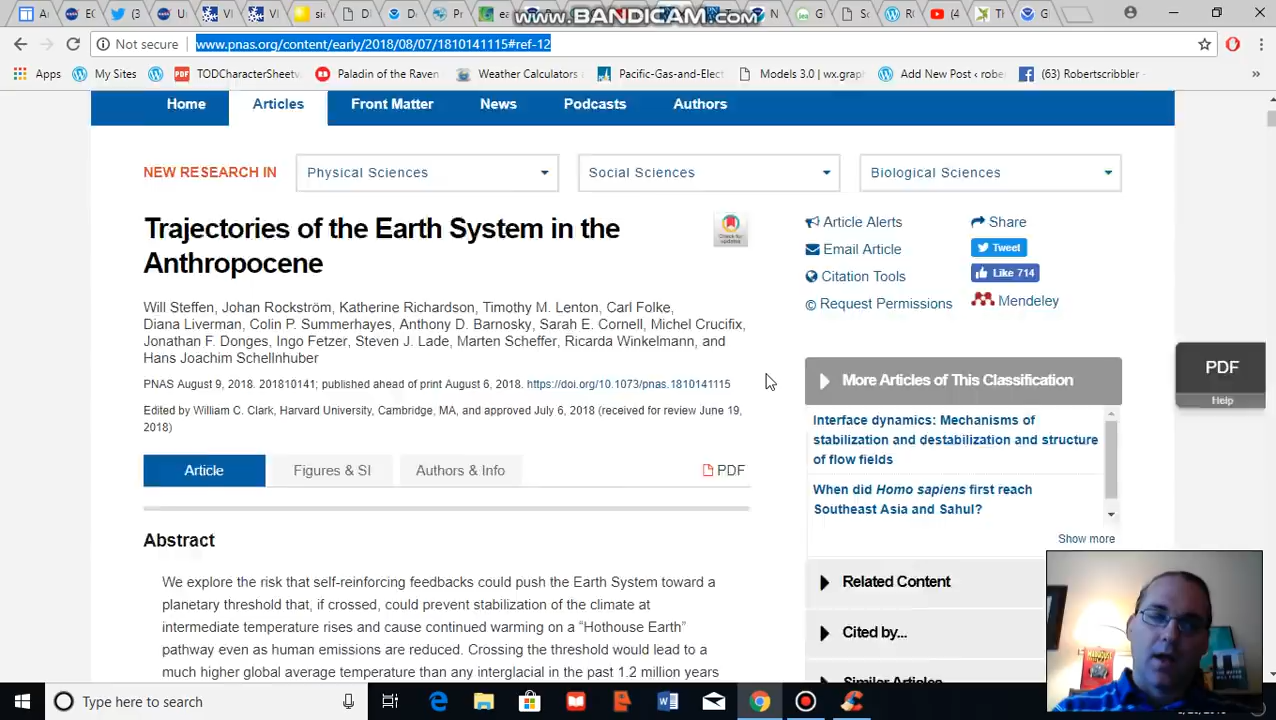 www.BANDICAM.com
Not secure
www.pnas.org/content/early/2018/08/07/1810141115#ref-12
Apps
My Sites
TODCharacterSheetv
Paladin of the Raven
Weather Calculators
Pacific-Gas-and-Elect
Models 3.0 | wx.graph
Add New Post ‹ rober
(63) Robertscribbler -
Home
Articles
Front Matter
News
Podcasts
Authors
NEW RESEARCH IN
Physical Sciences
Social Sciences
Biological Sciences
Trajectories of the Earth System in the
Anthropocene
Check for
updates
Will Steffen, Johan Rockström, Katherine Richardson, Timothy M. Lenton, Carl Folke,
Diana Liverman, Colin P. Summerhayes, Anthony D. Barnosky, Sarah E. Cornell, Michel Crucifix,
Jonathan F. Donges, Ingo Fetzer, Steven J. Lade, Marten Scheffer, Ricarda Winkelmann, and
Hans Joachim Schellnhuber
PNAS August 9, 2018. 201810141; published ahead of print August 6, 2018. https://doi.org/10.1073/pnas.1810141115
Edited by William C. Clark, Harvard University, Cambridge, MA, and approved July 6, 2018 (received for review June 19,
2018)
Article
Figures & SI
Authors & Info
PDF
Abstract
We explore the risk that self-reinforcing feedbacks could push the Earth System toward a
planetary threshold that, if crossed, could prevent stabilization of the climate at
intermediate temperature rises and cause continued warming on a “Hothouse Earth”
pathway even as human emissions are reduced. Crossing the threshold would lead to a
much higher global average temperature than any interglacial in the past 1.2 million years
Article Alerts
Share
Email Article
Tweet
Citation Tools
Like 714
Request Permissions
Mendeley
PDF
Help
More Articles of This Classification
Interface dynamics: Mechanisms of
stabilization and destabilization and structure
of flow fields
When did Homo sapiens first reach
Southeast Asia and Sahul?
Show more
Related Content
Cited by...
Similar Articles
Type here to search